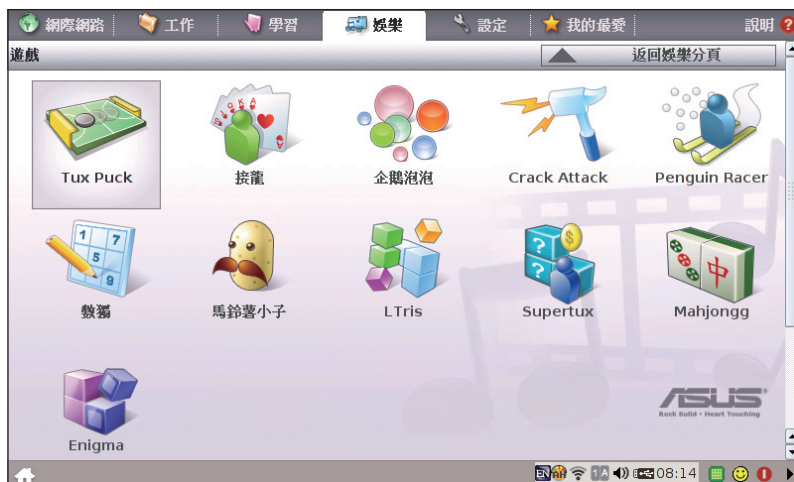 網際網路 工作 學習 娛樂 設定 我的最愛 說明 ?
遊戲 返回娛樂分頁
Tux Puck 接龍 企鵝泡泡 Crack Attack Penguin Racer
數獨 馬鈴薯小子 LTris Supertux Mahjongg
Enigma
ASUS
Rock Solid • Heart Touching
EN 1 A 08:14